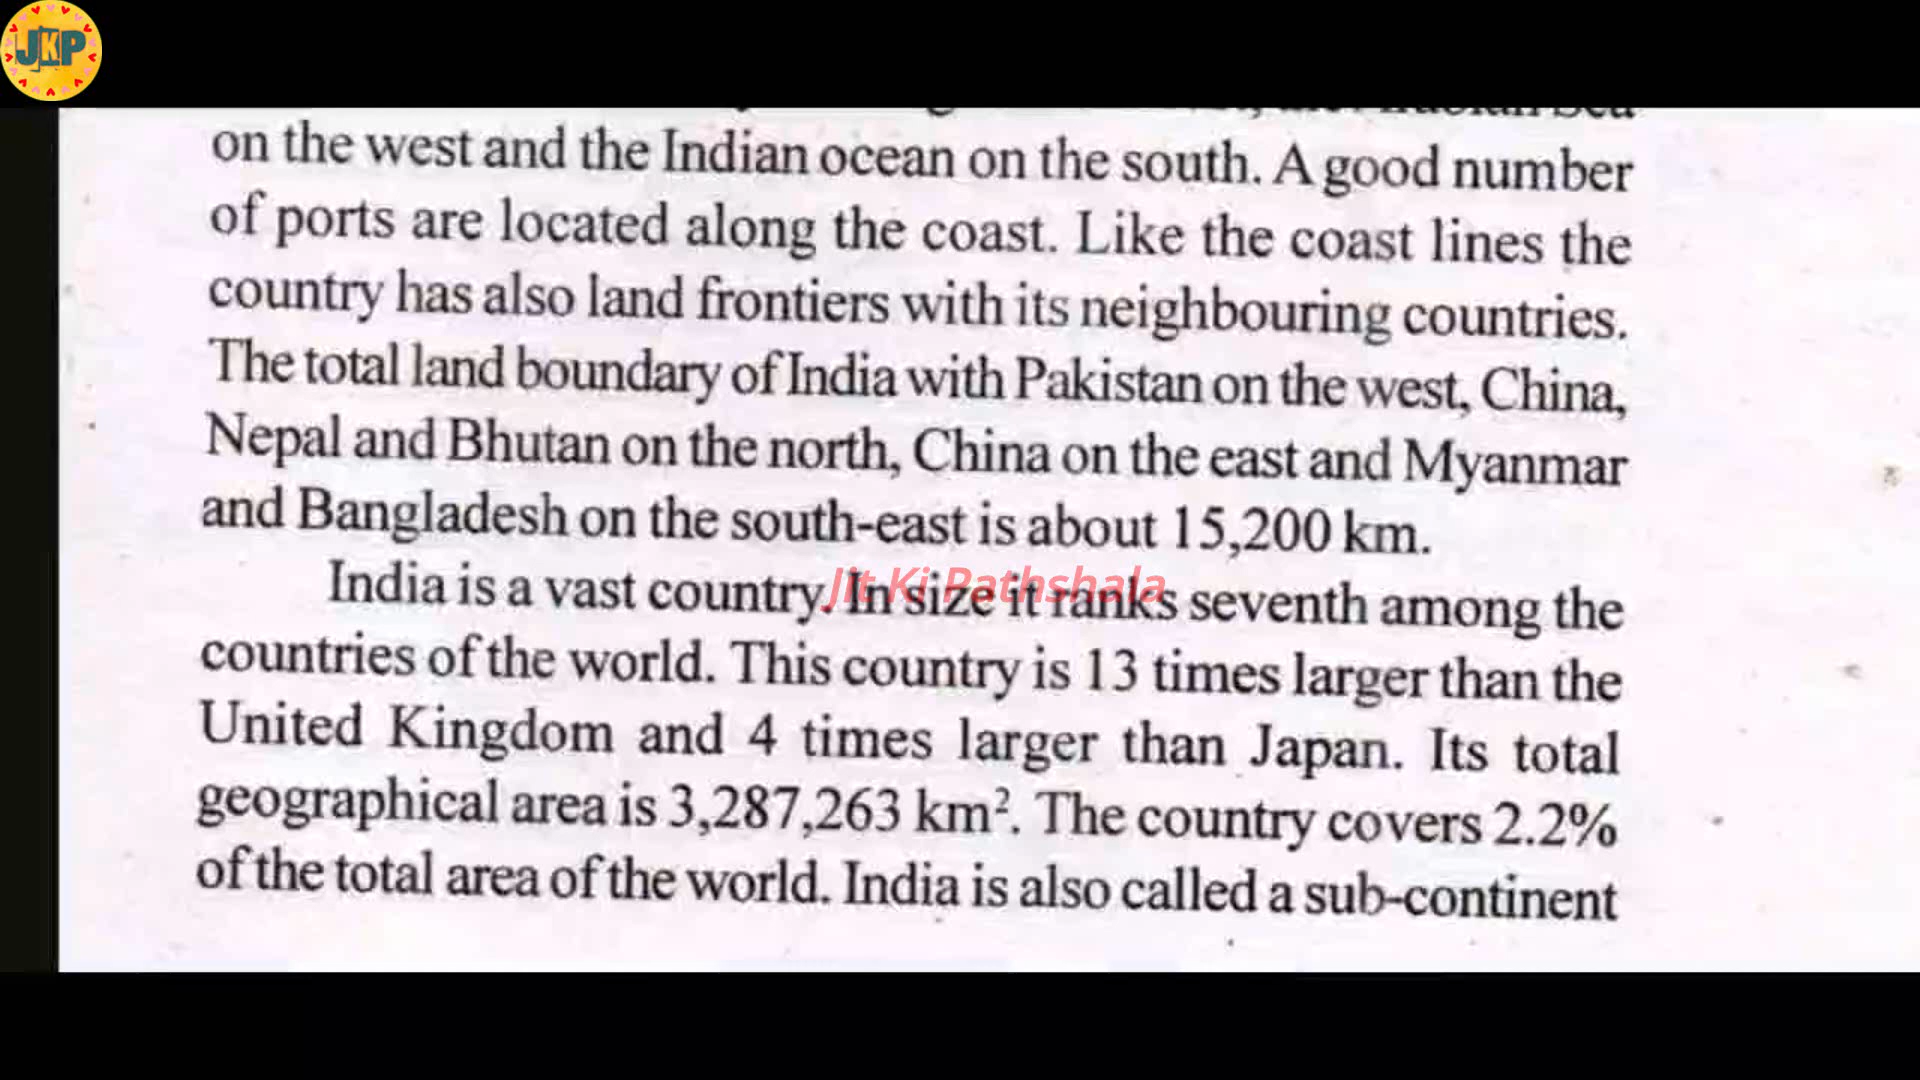 JKP
on the west and the Indian ocean on the south. A good number
of ports are located along the coast. Like the coast lines the
country has also land frontiers with its neighbouring countries.
The total land boundary of India with Pakistan on the west, China,
Nepal and Bhutan on the north, China on the east and Myanmar
and Bangladesh on the south-east is about 15,200 km.
Jit Ki Pathshala
India is a vast country. In size it ranks seventh among the
countries of the world. This country is 13 times larger than the
United Kingdom and 4 times larger than Japan. Its total
geographical area is 3,287,263 km². The country covers 2.2%
of the total area of the world. India is also called a sub-continent